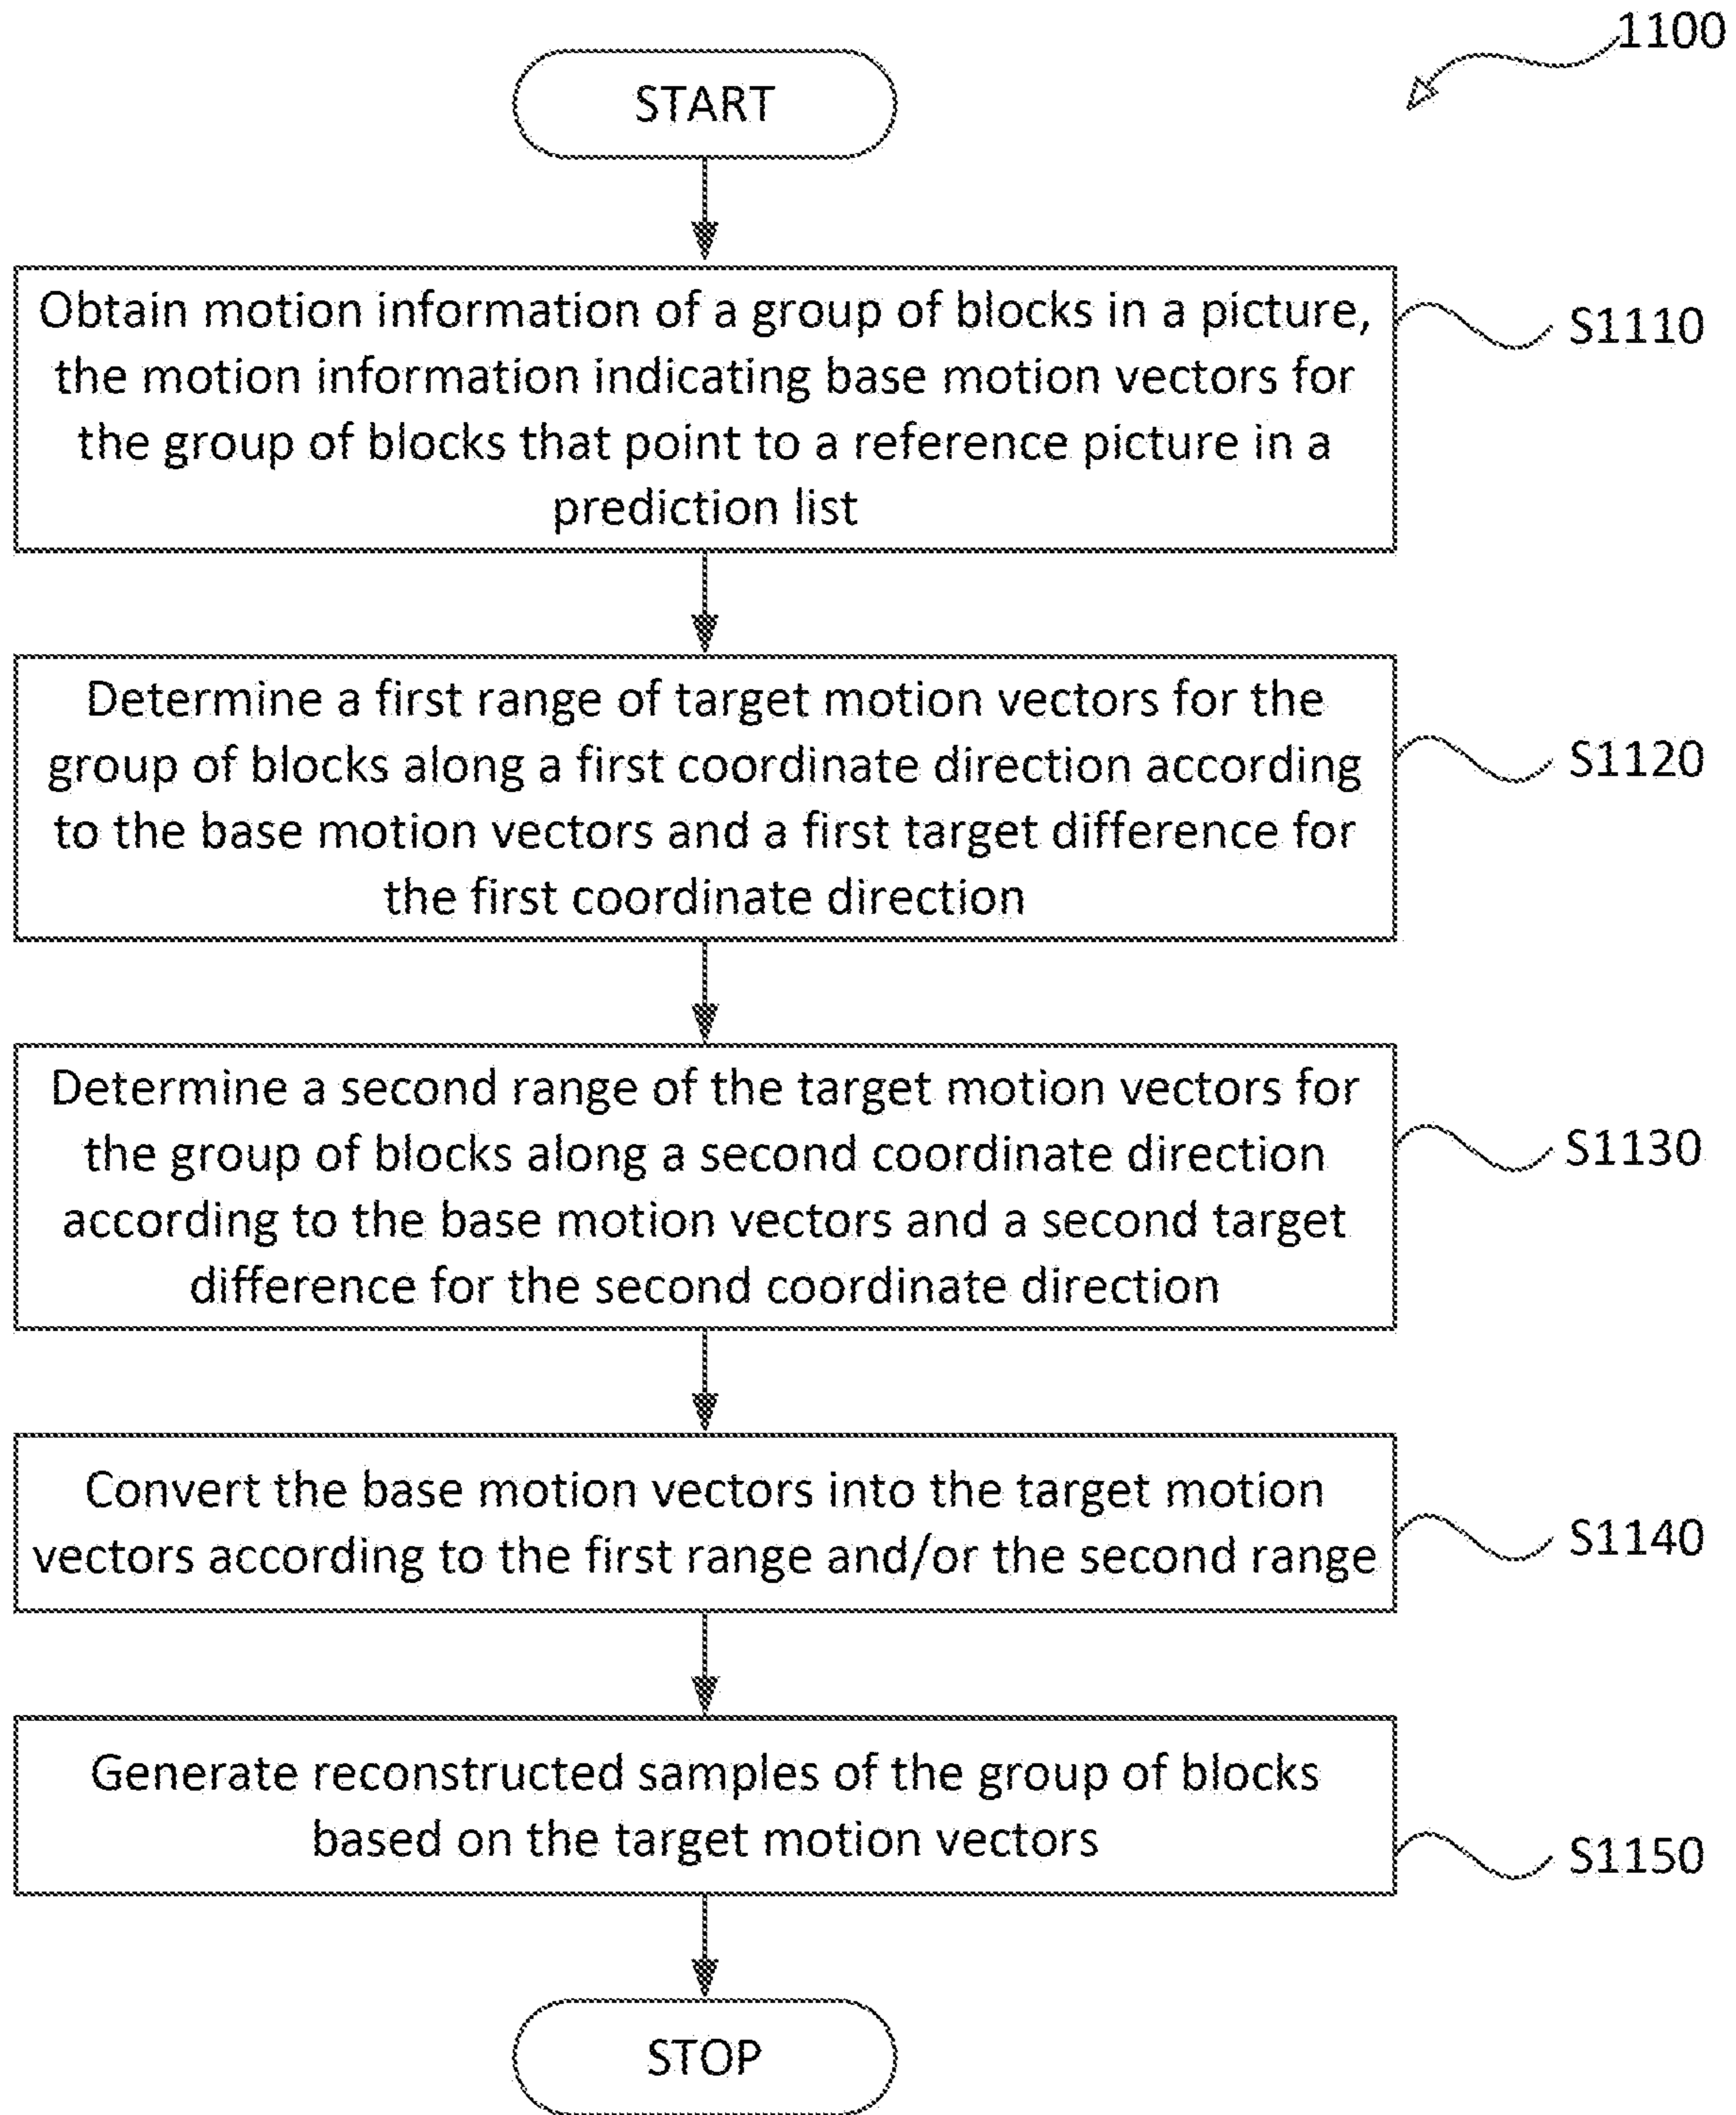 1100
START
Obtain motion information of a group of blocks in a picture,
the motion information indicating base motion vectors for
the group of blocks that point to a reference picture in a
prediction list
S1110
Determine a first range of target motion vectors for the
group of blocks along a first coordinate direction according
to the base motion vectors and a first target difference for
the first coordinate direction
S1120
Determine a second range of the target motion vectors for
the group of blocks along a second coordinate direction
according to the base motion vectors and a second target
difference for the second coordinate direction
S1130
Convert the base motion vectors into the target motion
vectors according to the first range and/or the second range
S1140
Generate reconstructed samples of the group of blocks
based on the target motion vectors
S1150
STOP